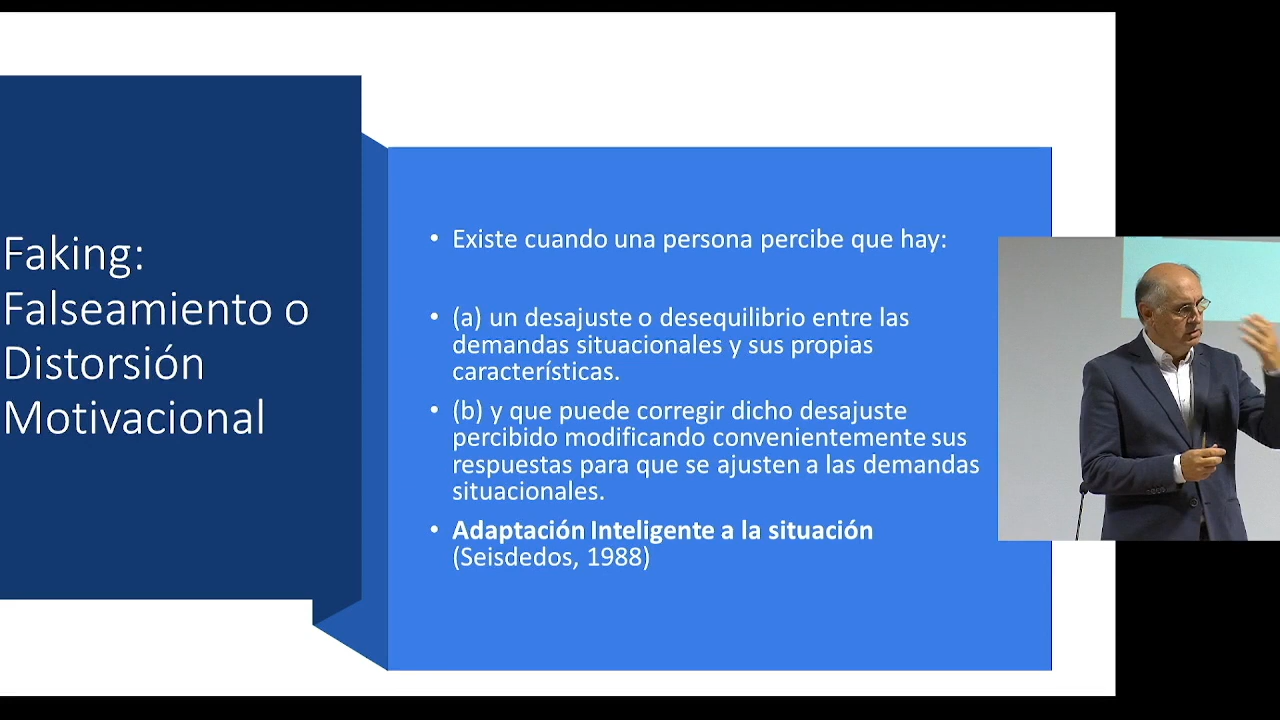 Faking:
Falseamiento o
Distorsión
Motivacional
• Existe cuando una persona percibe que hay:
• (a) un desajuste o desequilibrio entre las
demandas situacionales y sus propias
características.
• (b) y que puede corregir dicho desajuste
percibido modificando convenientemente sus
respuestas para que se ajusten a las demandas
situacionales.
• Adaptación Inteligente a la situación
(Seisdedos, 1988)